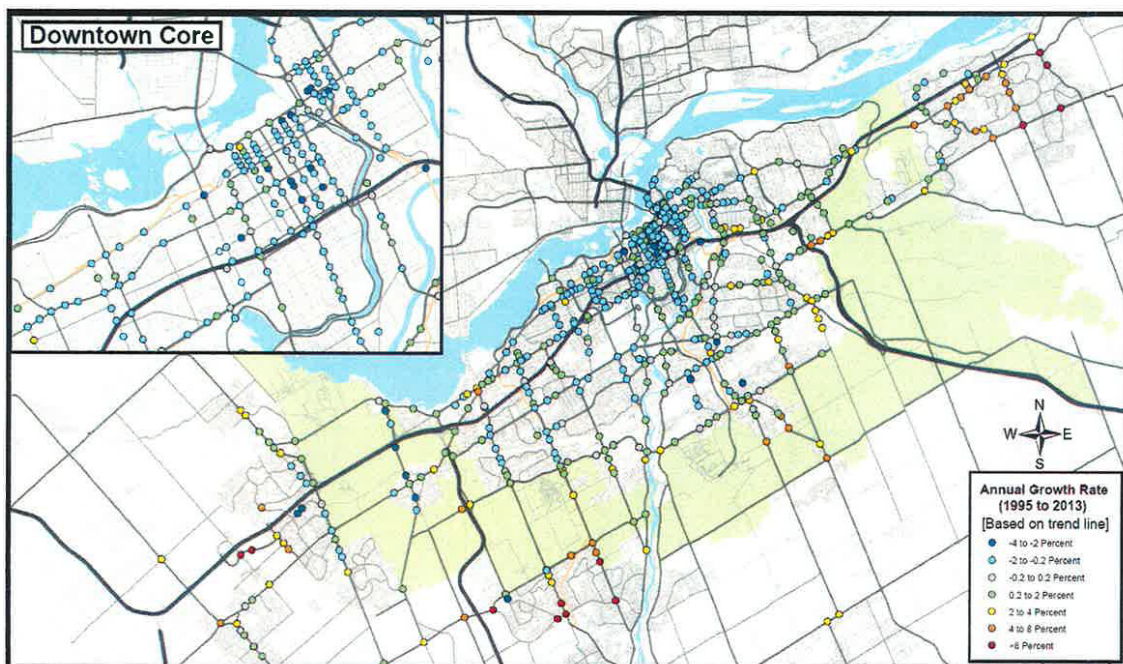 Downtown Core
N
W
E
S
Annual Growth Rate
(1995 to 2013)
[Based on trend line]
-4 to -2 Percent
-2 to -0.2 Percent
-0.2 to 0.2 Percent
0.2 to 2 Percent
2 to 4 Percent
4 to 8 Percent
+8 Percent